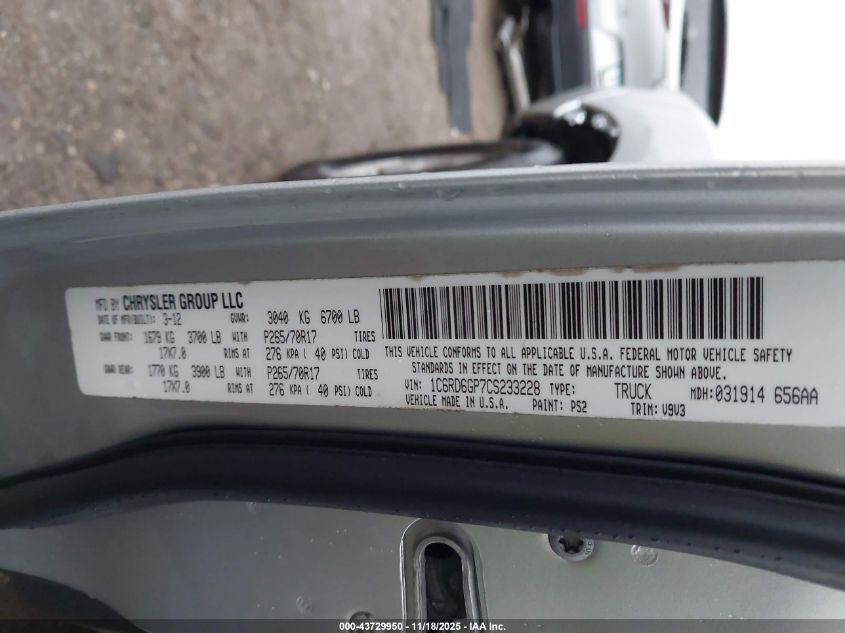 MFD BY CHRYSLER GROUP LLC
DATE OF MFR(BUILT): 3-12 GVWR: 3040 KG 6700 LB
GAWR FRONT: 1679 KG 3700 LB WITH P265/70R17 TIRES
17X7.0 RIMS AT 276 KPA ( 40 PSI) COLD
GAWR REAR: 1770 KG 3900 LB WITH P265/70R17 TIRES
17X7.0 RIMS AT 276 KPA ( 40 PSI) COLD
THIS VEHICLE CONFORMS TO ALL APPLICABLE U.S.A. FEDERAL MOTOR VEHICLE SAFETY
STANDARDS IN EFFECT ON THE DATE OF MANUFACTURE SHOWN ABOVE.
VIN: 1C6RD6GP7CS233228 TYPE: TRUCK MDH:031914 656AA
VEHICLE MADE IN U.S.A. PAINT: PS2 TRIM: V9V3
000-43729950 11/18/2025 - IAA Inc.